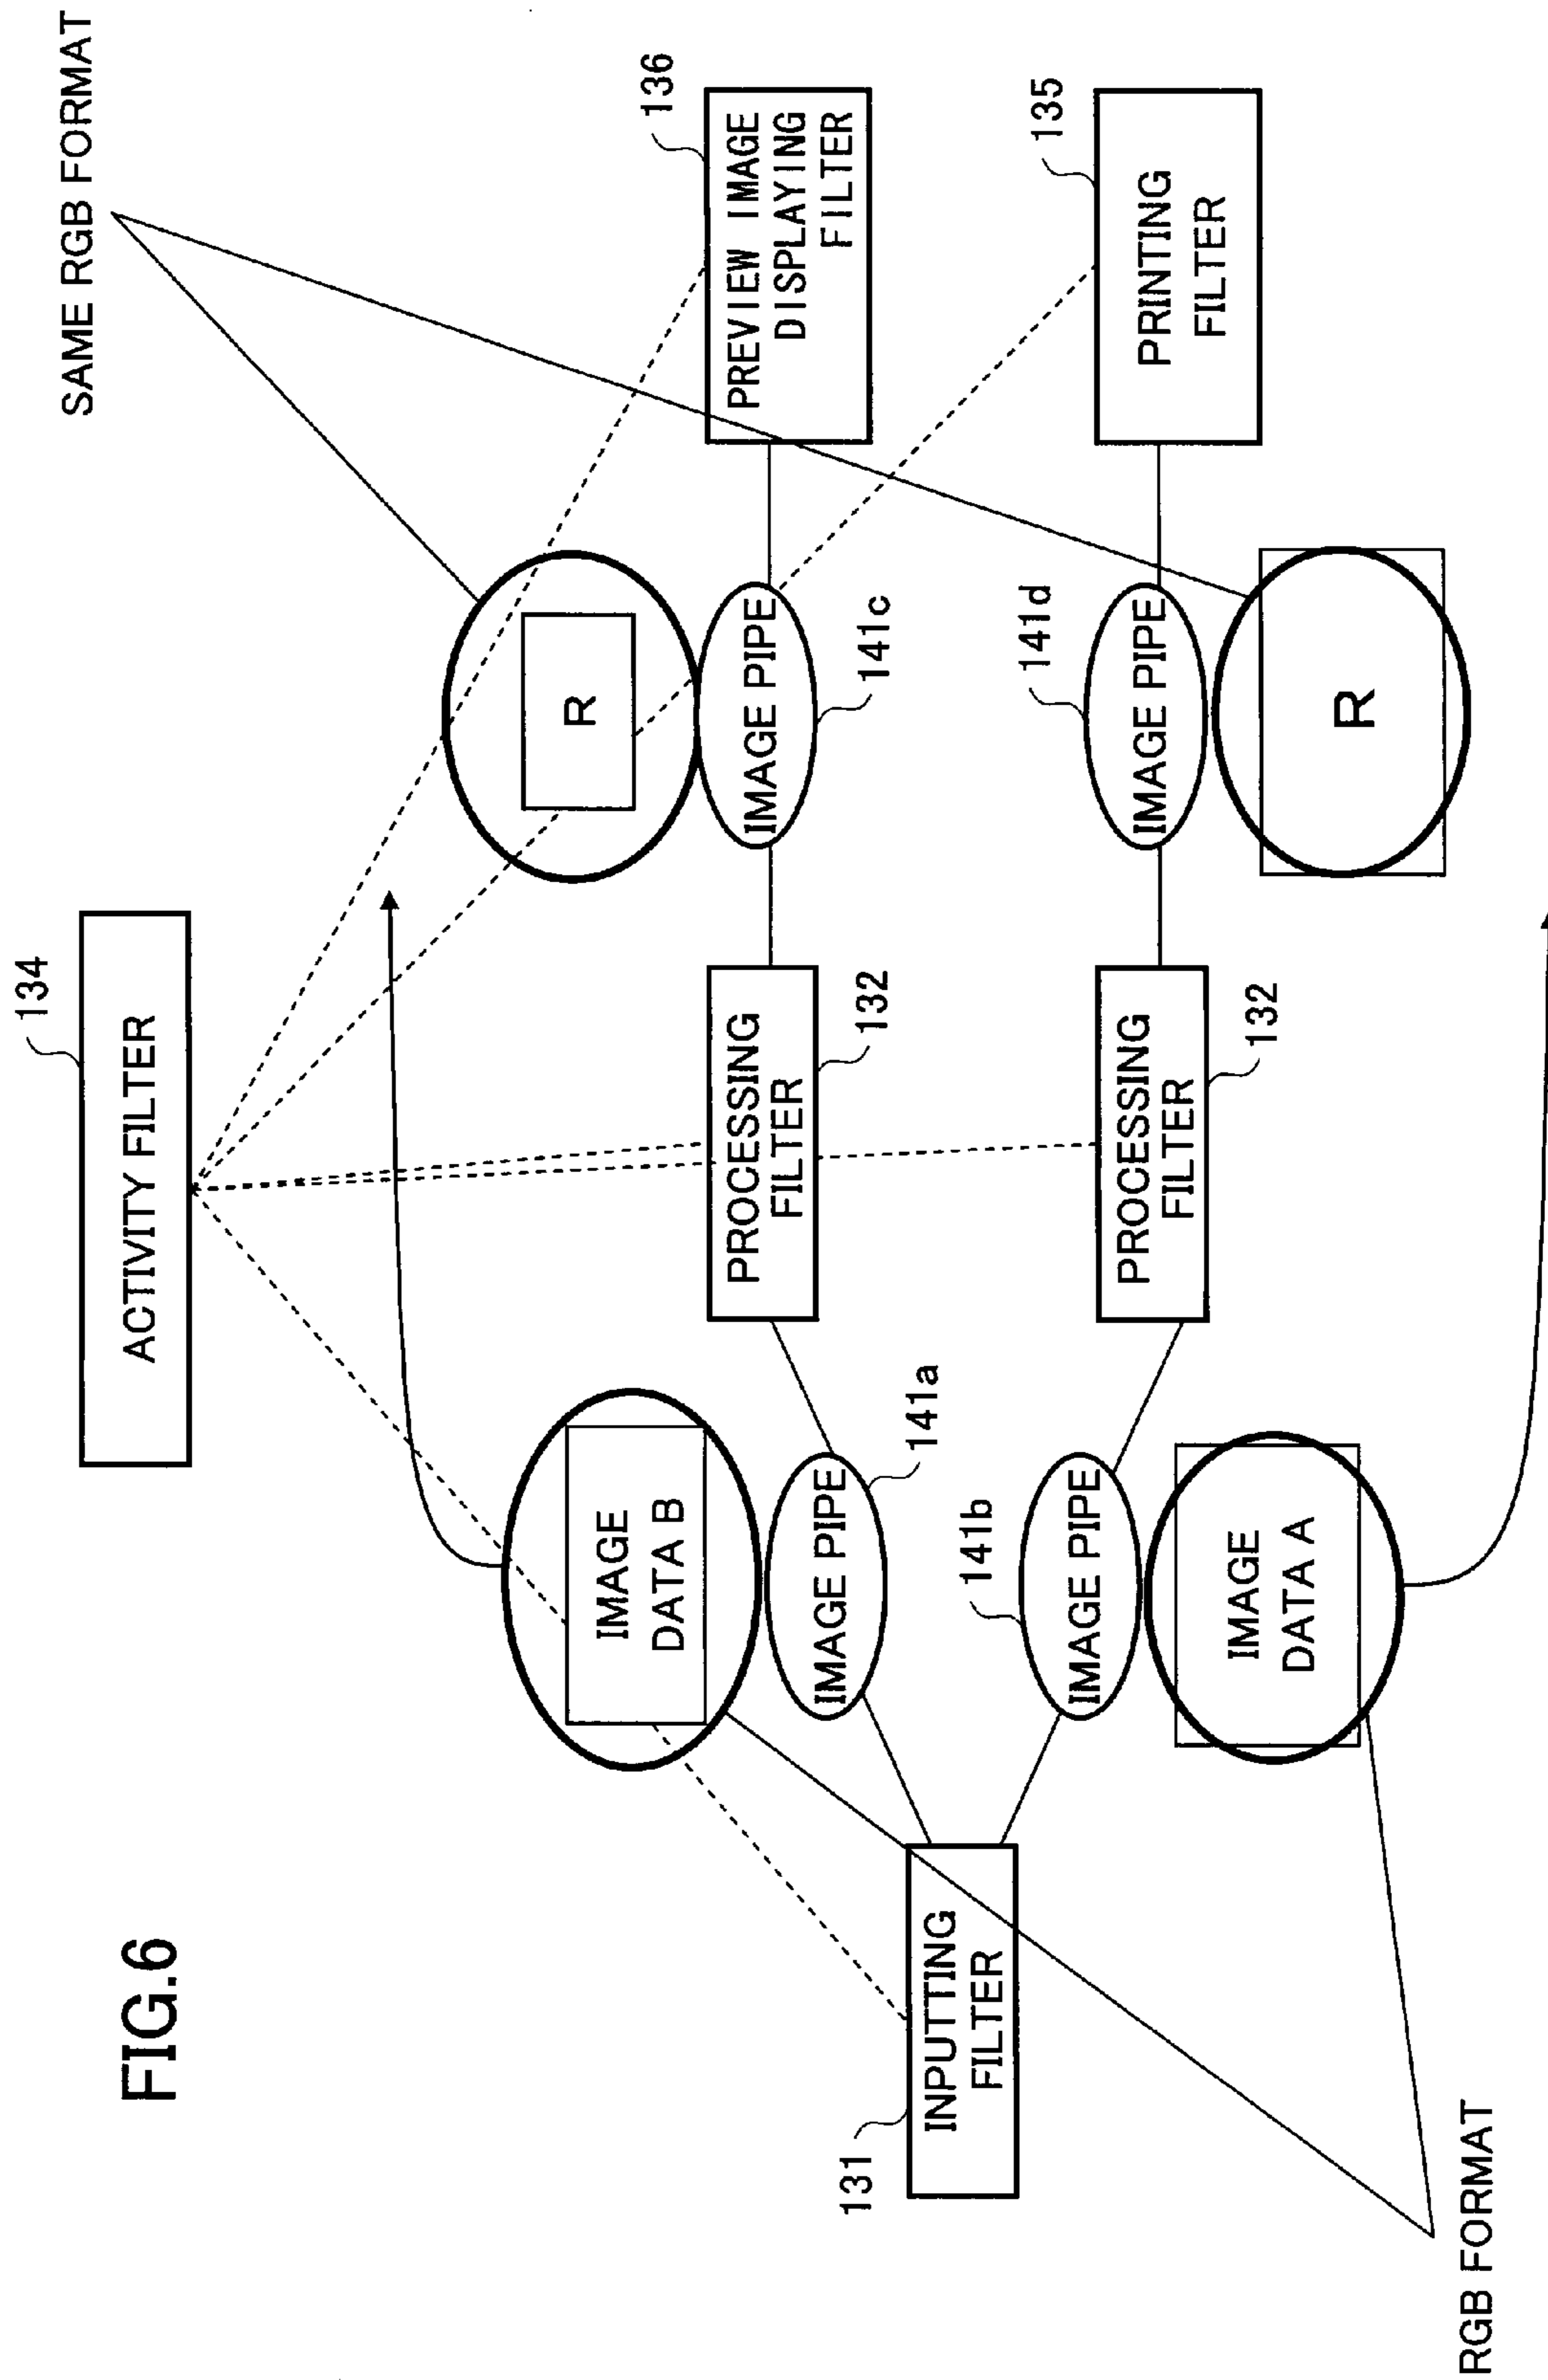 FIG.6
134
ACTIVITY FILTER
SAME RGB FORMAT
IMAGE
DATA B
R
136
PREVIEW IMAGE
DISPLAYING
FILTER
IMAGE PIPE
141a
PROCESSING
FILTER
132
IMAGE PIPE
141c
131
INPUTTING
FILTER
141b
IMAGE PIPE
PROCESSING
FILTER
132
141d
IMAGE PIPE
135
PRINTING
FILTER
IMAGE
DATA A
R
RGB FORMAT